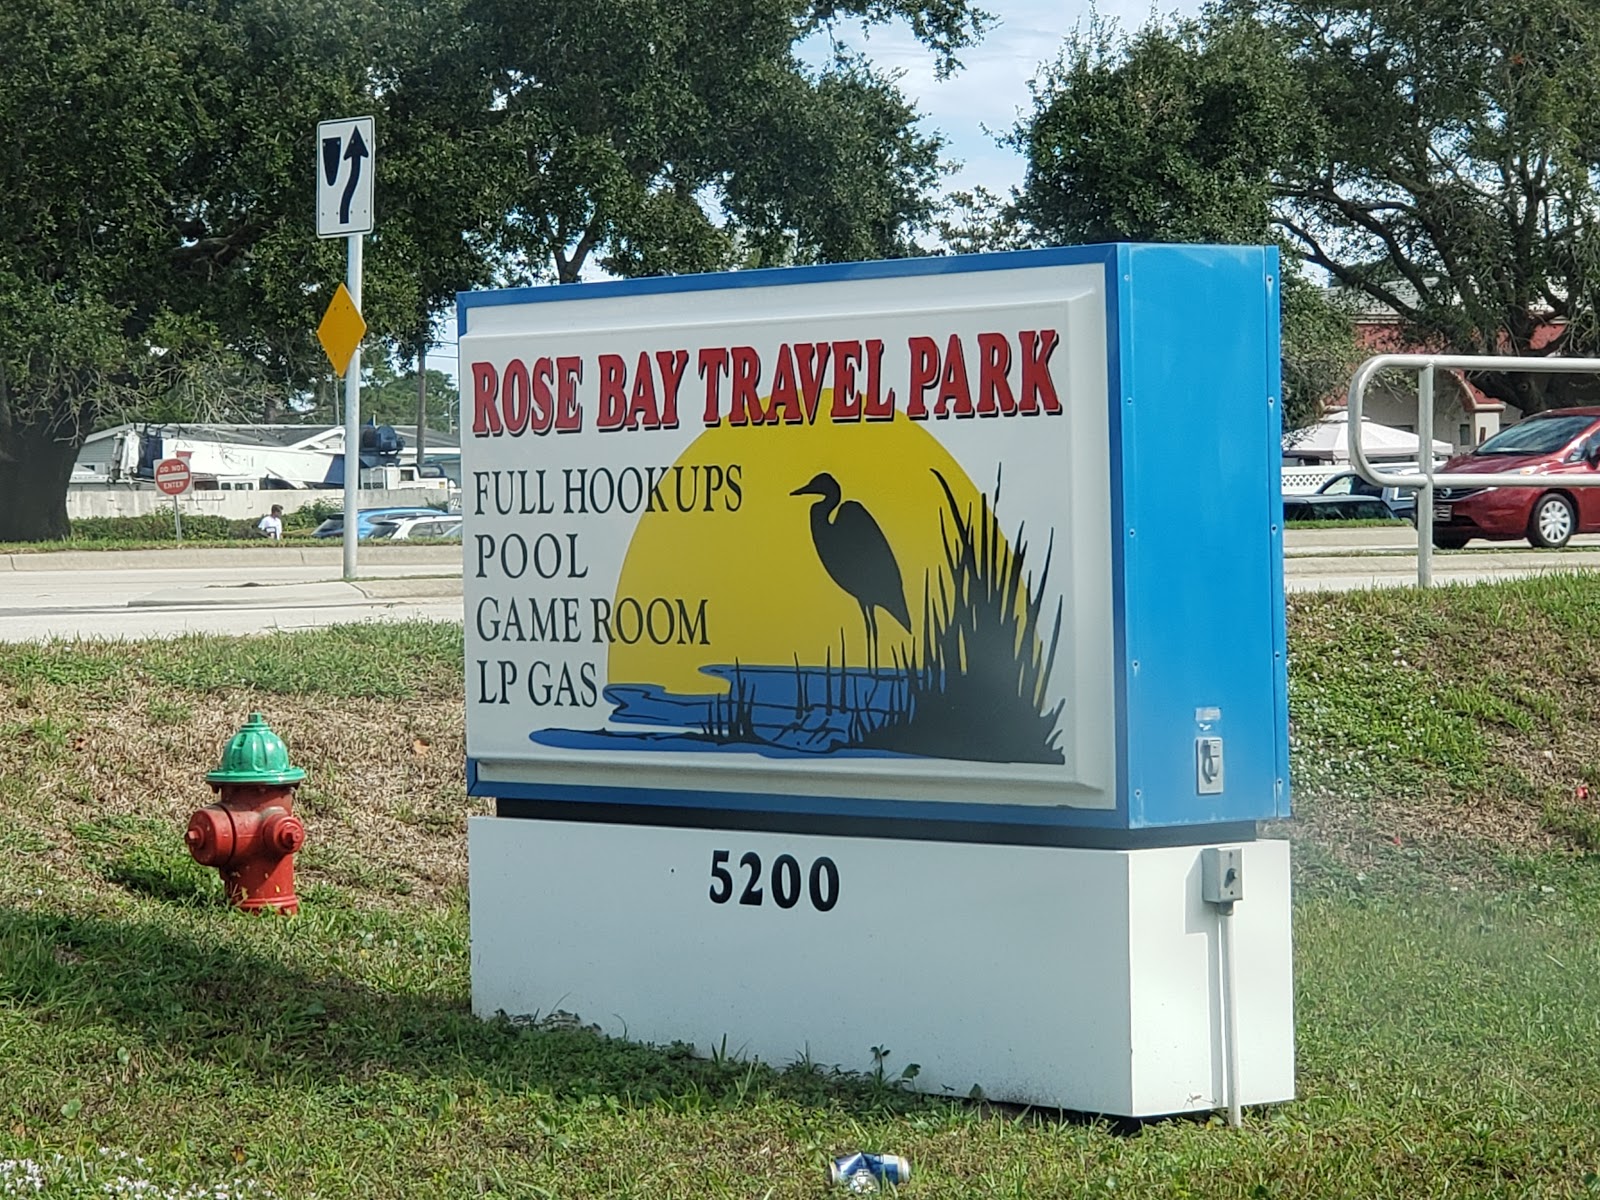 ROSE BAY TRAVEL PARK
FULL HOOKUPS
POOL
GAME ROOM
LP GAS
5200
DO NOT
ENTER